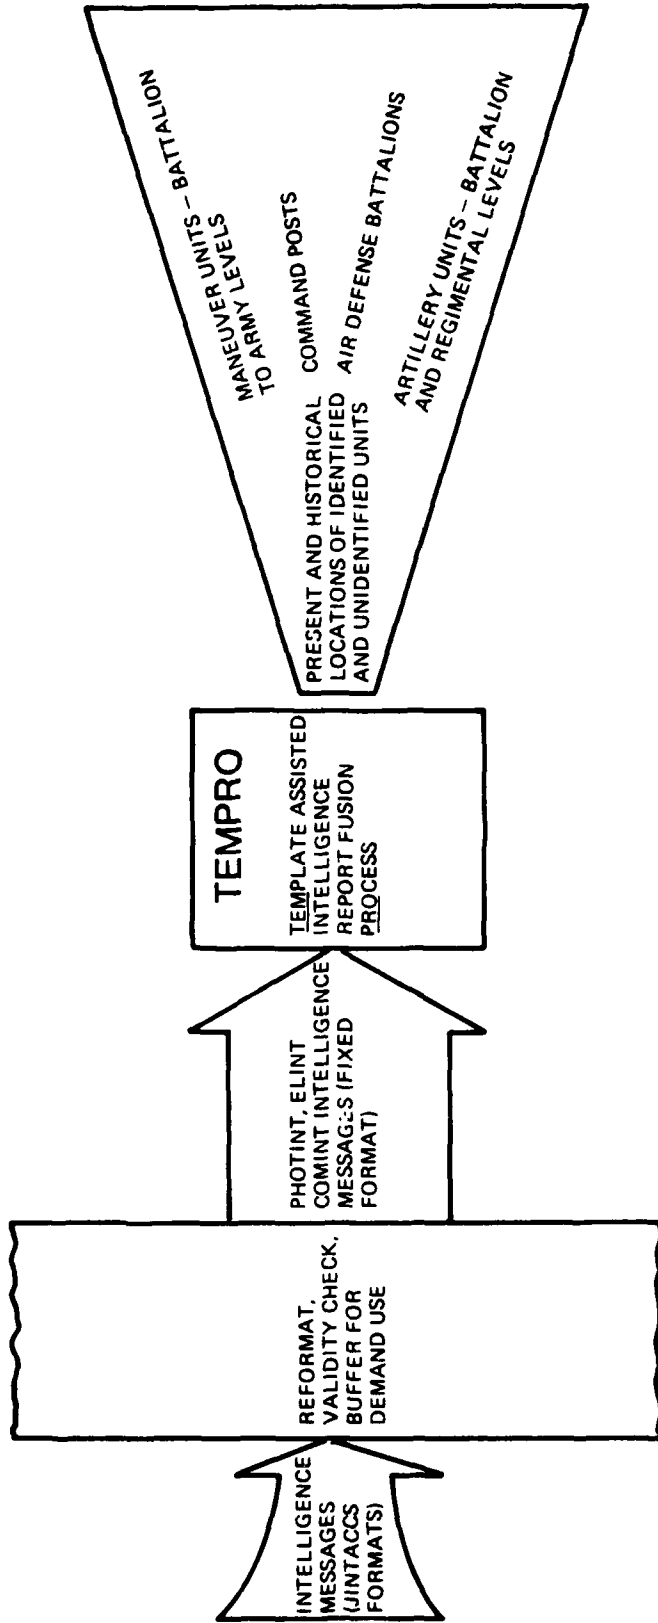 INTELLIGENCE
MESSAGES
(JINTACCS
FORMATS)
REFORMAT,
VALIDITY CHECK,
BUFFER FOR
DEMAND USE
PHOTINT, ELINT
COMINT INTELLIGENCE
MESSAGES (FIXED
FORMAT)
TEMPRO
TEMPLATE ASSISTED
INTELLIGENCE
REPORT FUSION
PROCESS
PRESENT AND HISTORICAL
LOCATIONS OF IDENTIFIED
AND UNIDENTIFIED UNITS
MANEUVER UNITS – BATTALION
TO ARMY LEVELS
COMMAND POSTS
AIR DEFENSE BATTALIONS
ARTILLERY UNITS – BATTALION
AND REGIMENTAL LEVELS